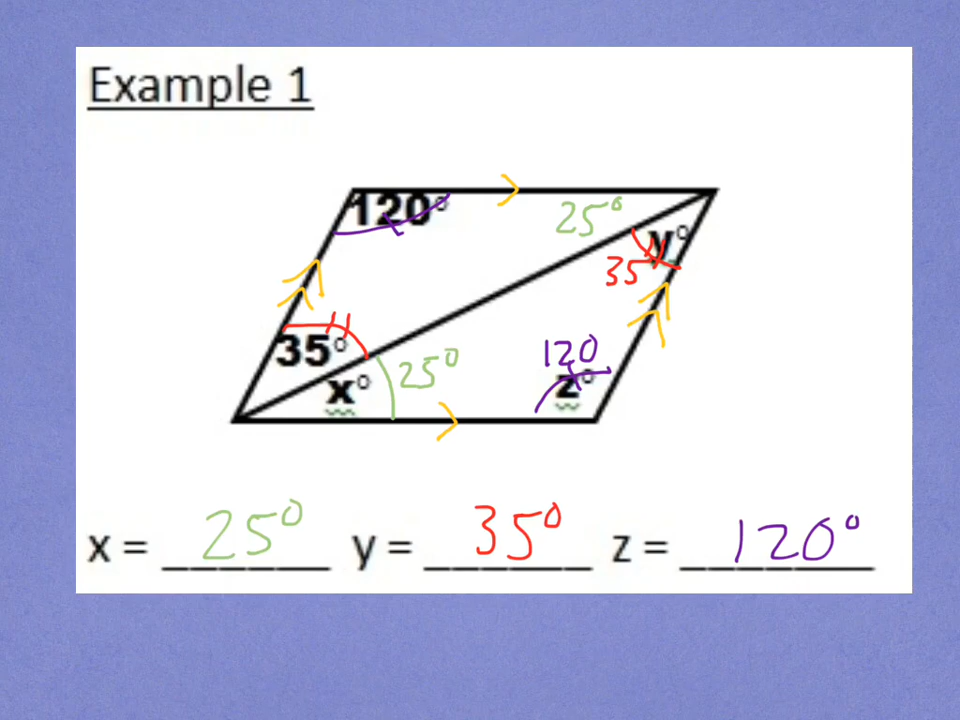 Example 1
120°
25°
y°
35
35°
x°
25°
120
z°
x = 25° y = 35° z = 120°